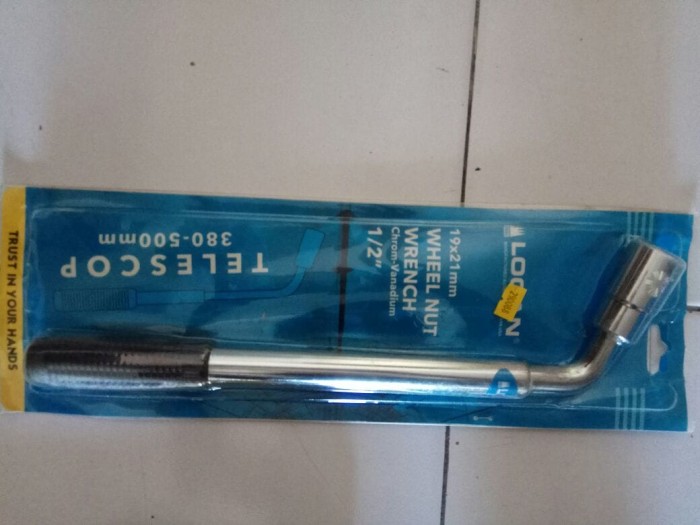 19x21mm
WHEEL NUT
WRENCH
Chrom-Vanadium
1/2"
TELESCOP
380-500mm
TRUST IN YOUR HANDS